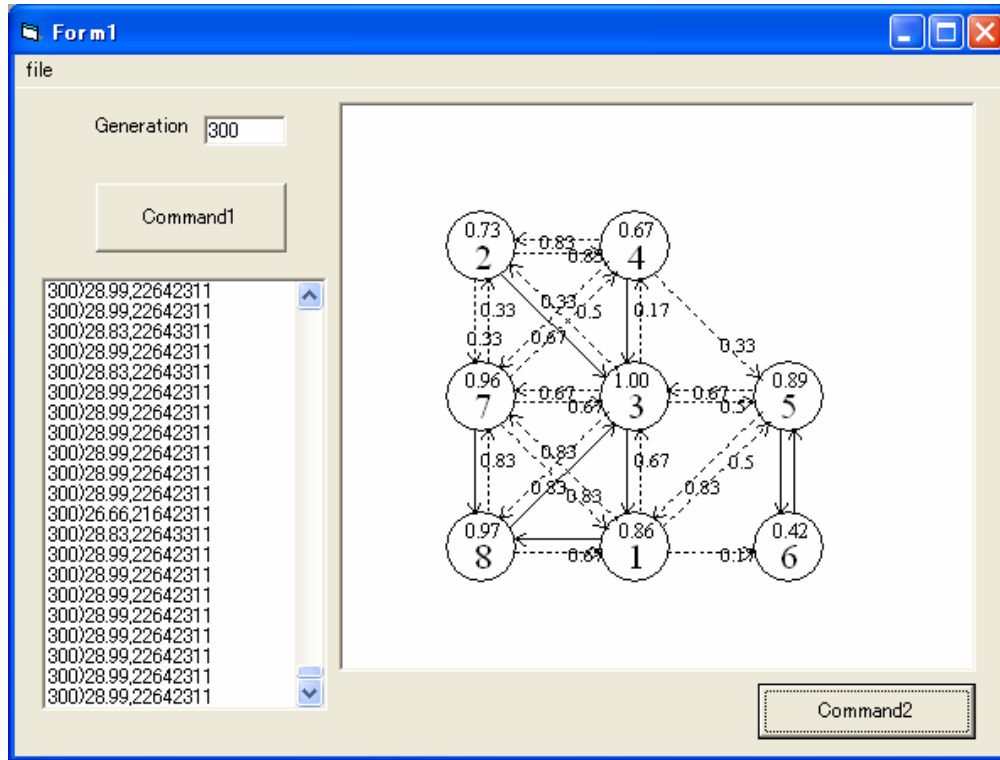 Form1
file
Generation 300
Command1
300)28.99,22642311
300)28.99,22642311
300)28.83,22643311
300)28.99,22642311
300)28.83,22643311
300)28.99,22642311
300)28.99,22642311
300)28.99,22642311
300)28.99,22642311
300)28.99,22642311
300)28.99,22642311
300)26.66,21642311
300)28.83,22643311
300)28.99,22642311
300)28.99,22642311
300)28.99,22642311
300)28.99,22642311
300)28.99,22642311
300)28.99,22642311
300)28.99,22642311
300)28.99,22642311
0.73 0.67
2 0.83 4
0.83
0.33 0.33 0.5 0.17
0.33 0.67 0.33
0.96 1.00 0.89
7 0.67 3 0.67 5
0.67 0.5
0.83 0.83 0.67 0.5
0.83 0.83 0.83
0.97 0.86 0.42
8 0.67 1 0.17 6
Command2